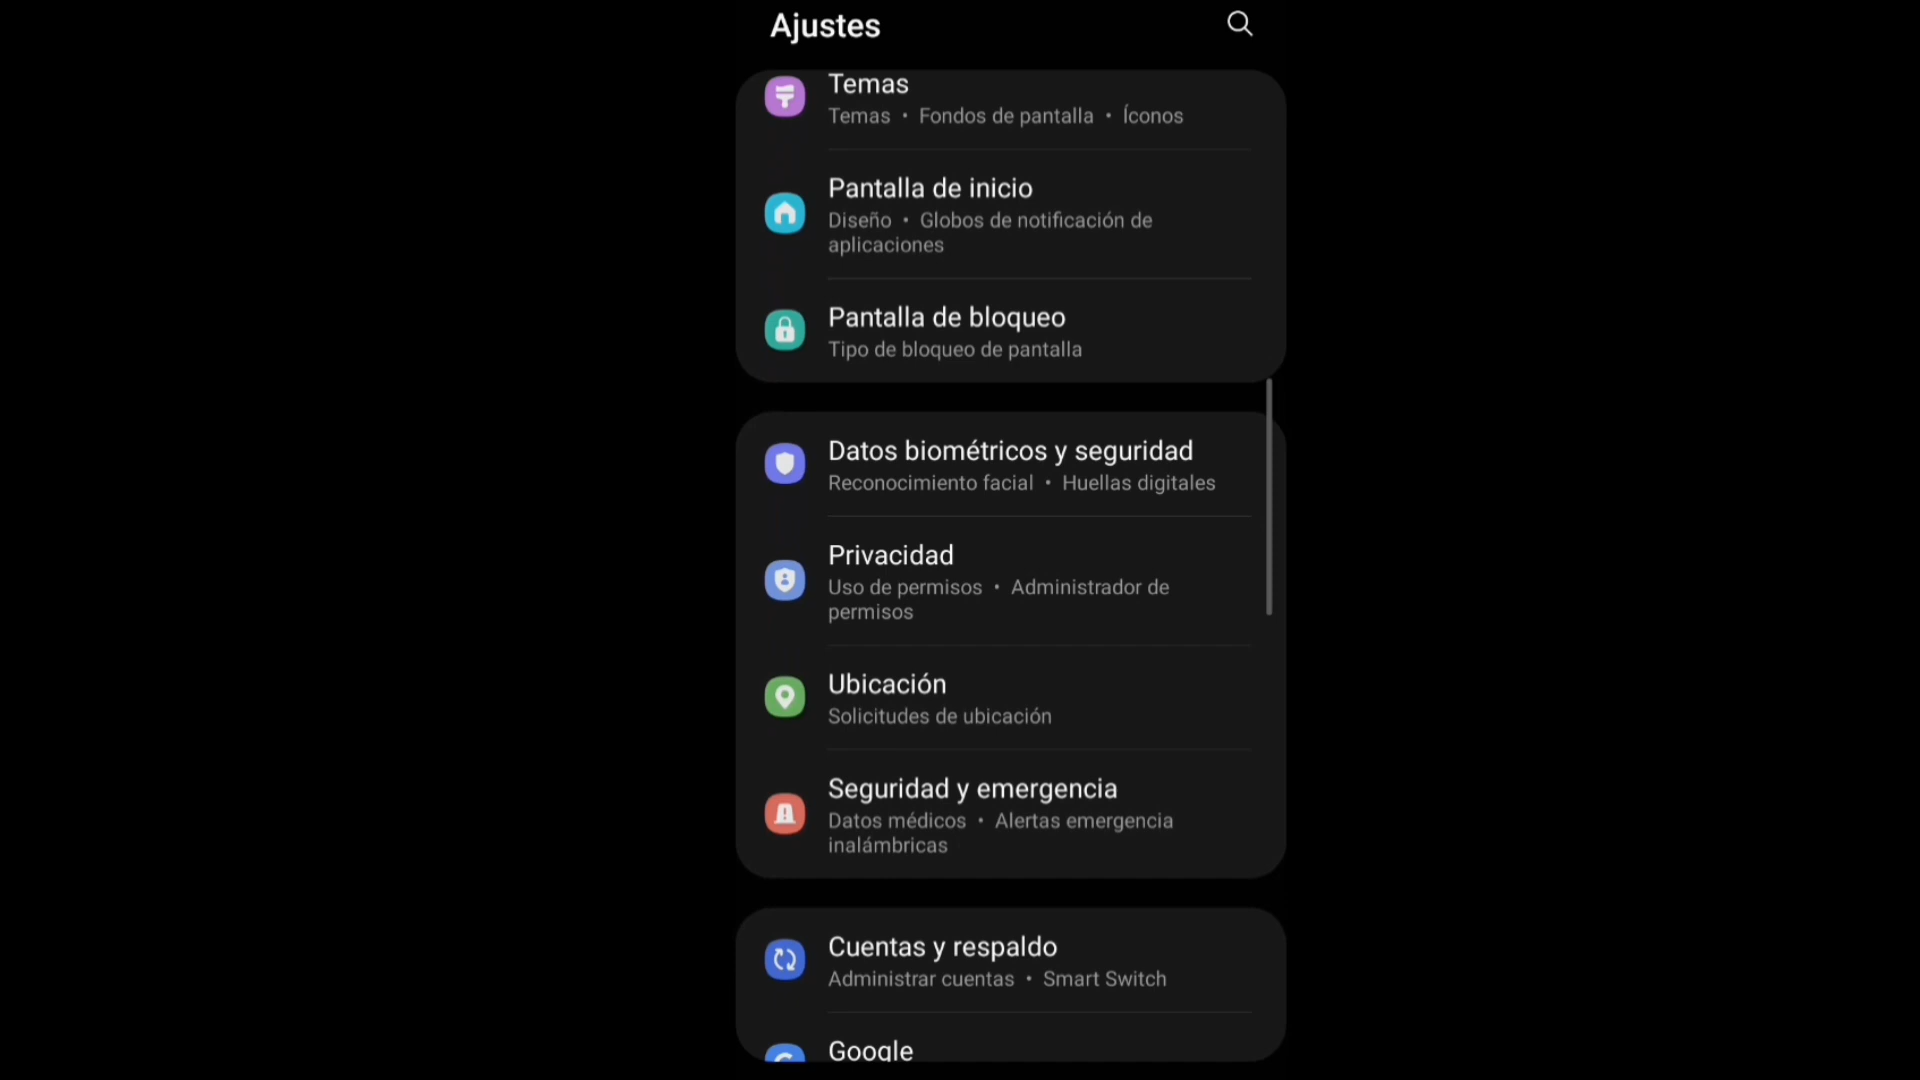 Ajustes
Temas
Temas • Fondos de pantalla • Íconos
Pantalla de inicio
Diseño • Globos de notificación de
aplicaciones
Pantalla de bloqueo
Tipo de bloqueo de pantalla
Datos biométricos y seguridad
Reconocimiento facial • Huellas digitales
Privacidad
Uso de permisos • Administrador de
permisos
Ubicación
Solicitudes de ubicación
Seguridad y emergencia
Datos médicos • Alertas emergencia
inalámbricas
Cuentas y respaldo
Administrar cuentas • Smart Switch
Google